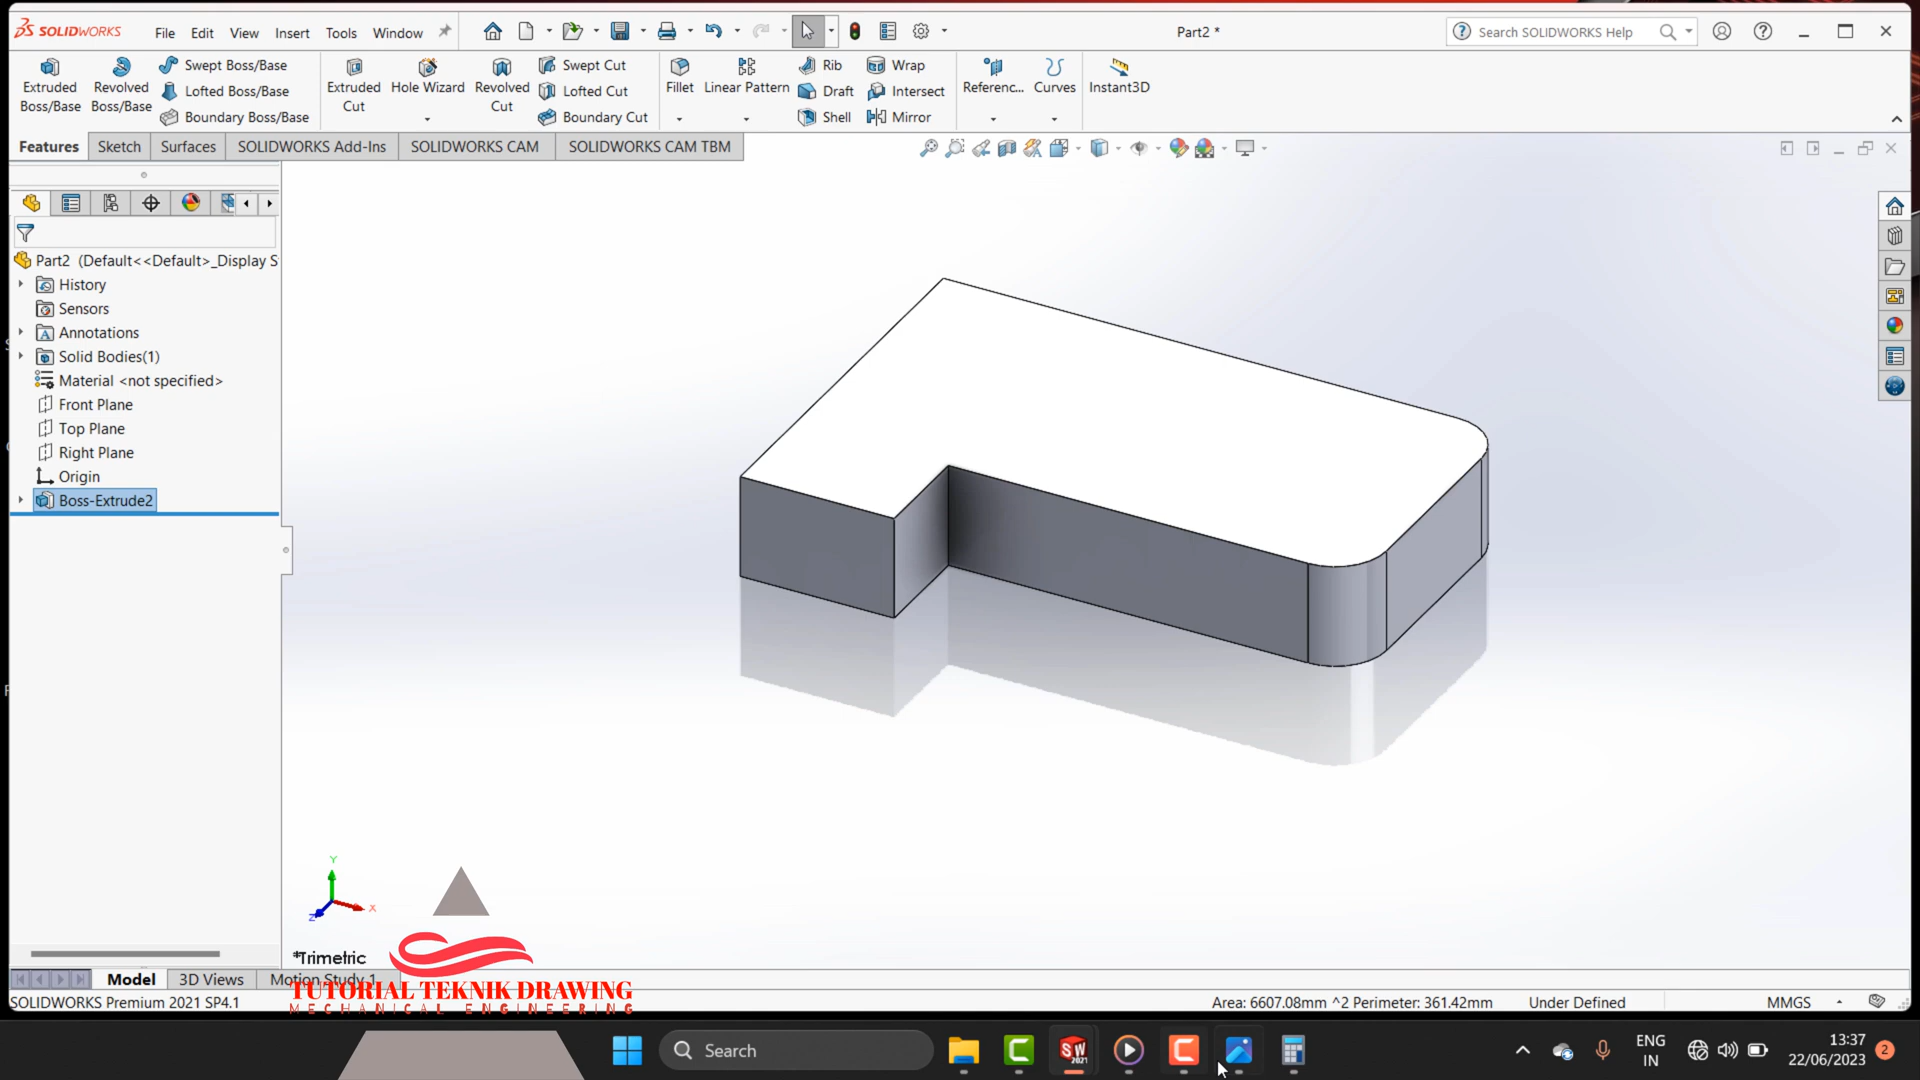 SOLIDWORKS
File Edit View Insert Tools Window
Part2 *
Search SOLIDWORKS Help
Extruded Boss/Base
Revolved Boss/Base
Swept Boss/Base
Lofted Boss/Base
Boundary Boss/Base
Extruded Cut
Hole Wizard
Revolved Cut
Swept Cut
Lofted Cut
Boundary Cut
Fillet
Linear Pattern
Rib
Draft
Shell
Wrap
Intersect
Mirror
Referenc...
Curves
Instant3D
Features Sketch Surfaces SOLIDWORKS Add-Ins SOLIDWORKS CAM SOLIDWORKS CAM TBM
Part2 (Default<<Default>_Display S
History
Sensors
Annotations
Solid Bodies(1)
Material <not specified>
Front Plane
Top Plane
Right Plane
Origin
Boss-Extrude2
Y
X
Z
*Trimetric
Model 3D Views Motion Study 1
TUTORIAL TEKNIK DRAWING
MECHANICAL ENGINEERING
SOLIDWORKS Premium 2021 SP4.1
Area: 6607.08mm ^2 Perimeter: 361.42mm
Under Defined
MMGS
Search
SW
2021
ENG
IN
13:37
22/06/2023
2